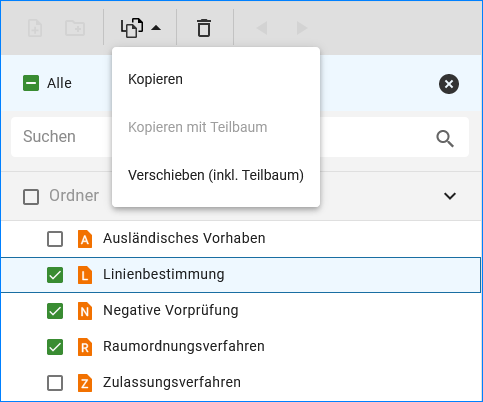 Alle
Kopieren
Kopieren mit Teilbaum
Verschieben (inkl. Teilbaum)
Suchen
Ordner
A Ausländisches Vorhaben
L Linienbestimmung
N Negative Vorprüfung
R Raumordnungsverfahren
Z Zulassungsverfahren